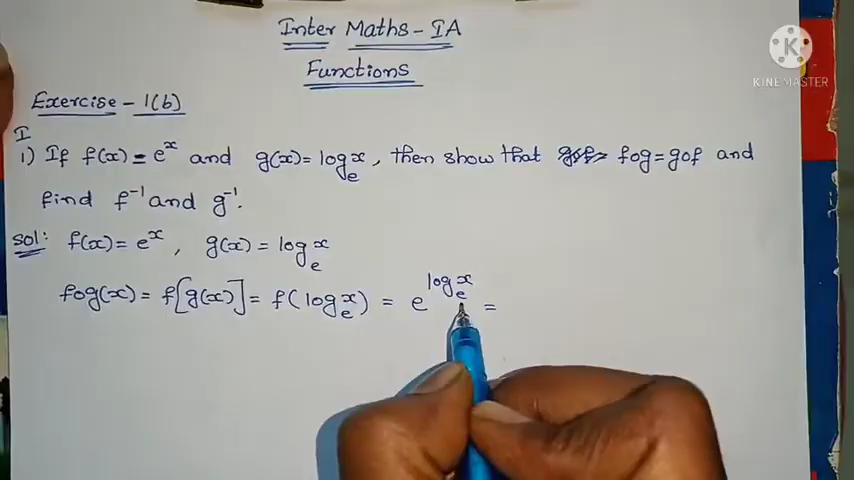 Inter Maths - IA
Functions
KINEMASTER
Exercise - 1(b)
I
1) If f(x) = e^x and g(x) = log_e x, then show that fog = gof and
find f^-1 and g^-1.
Sol: f(x) = e^x , g(x) = log_e x
fog(x) = f[g(x)] = f(log_e x) = e^(log_e x) =